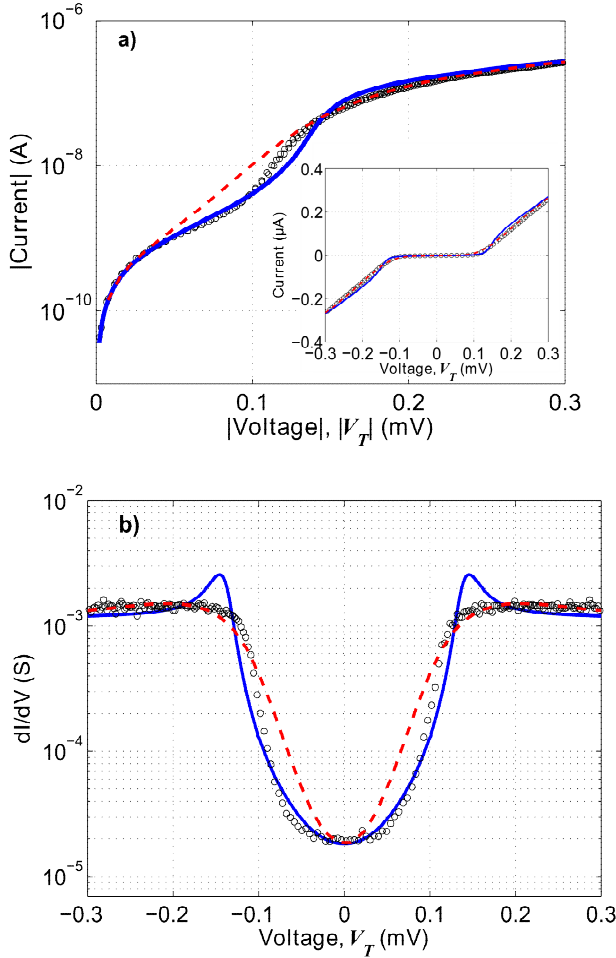 a)
10⁻⁶
10⁻⁸
10⁻¹⁰
|Current| (A)
0 0.1 0.2 0.3
|Voltage|, |V_T| (mV)
0.4
0.2
0
−0.2
−0.4
Current (µA)
−0.3 −0.2 −0.1 0 0.1 0.2 0.3
Voltage, V_T (mV)
b)
10⁻²
10⁻³
10⁻⁴
10⁻⁵
dI/dV (S)
−0.3 −0.2 −0.1 0 0.1 0.2 0.3
Voltage, V_T (mV)